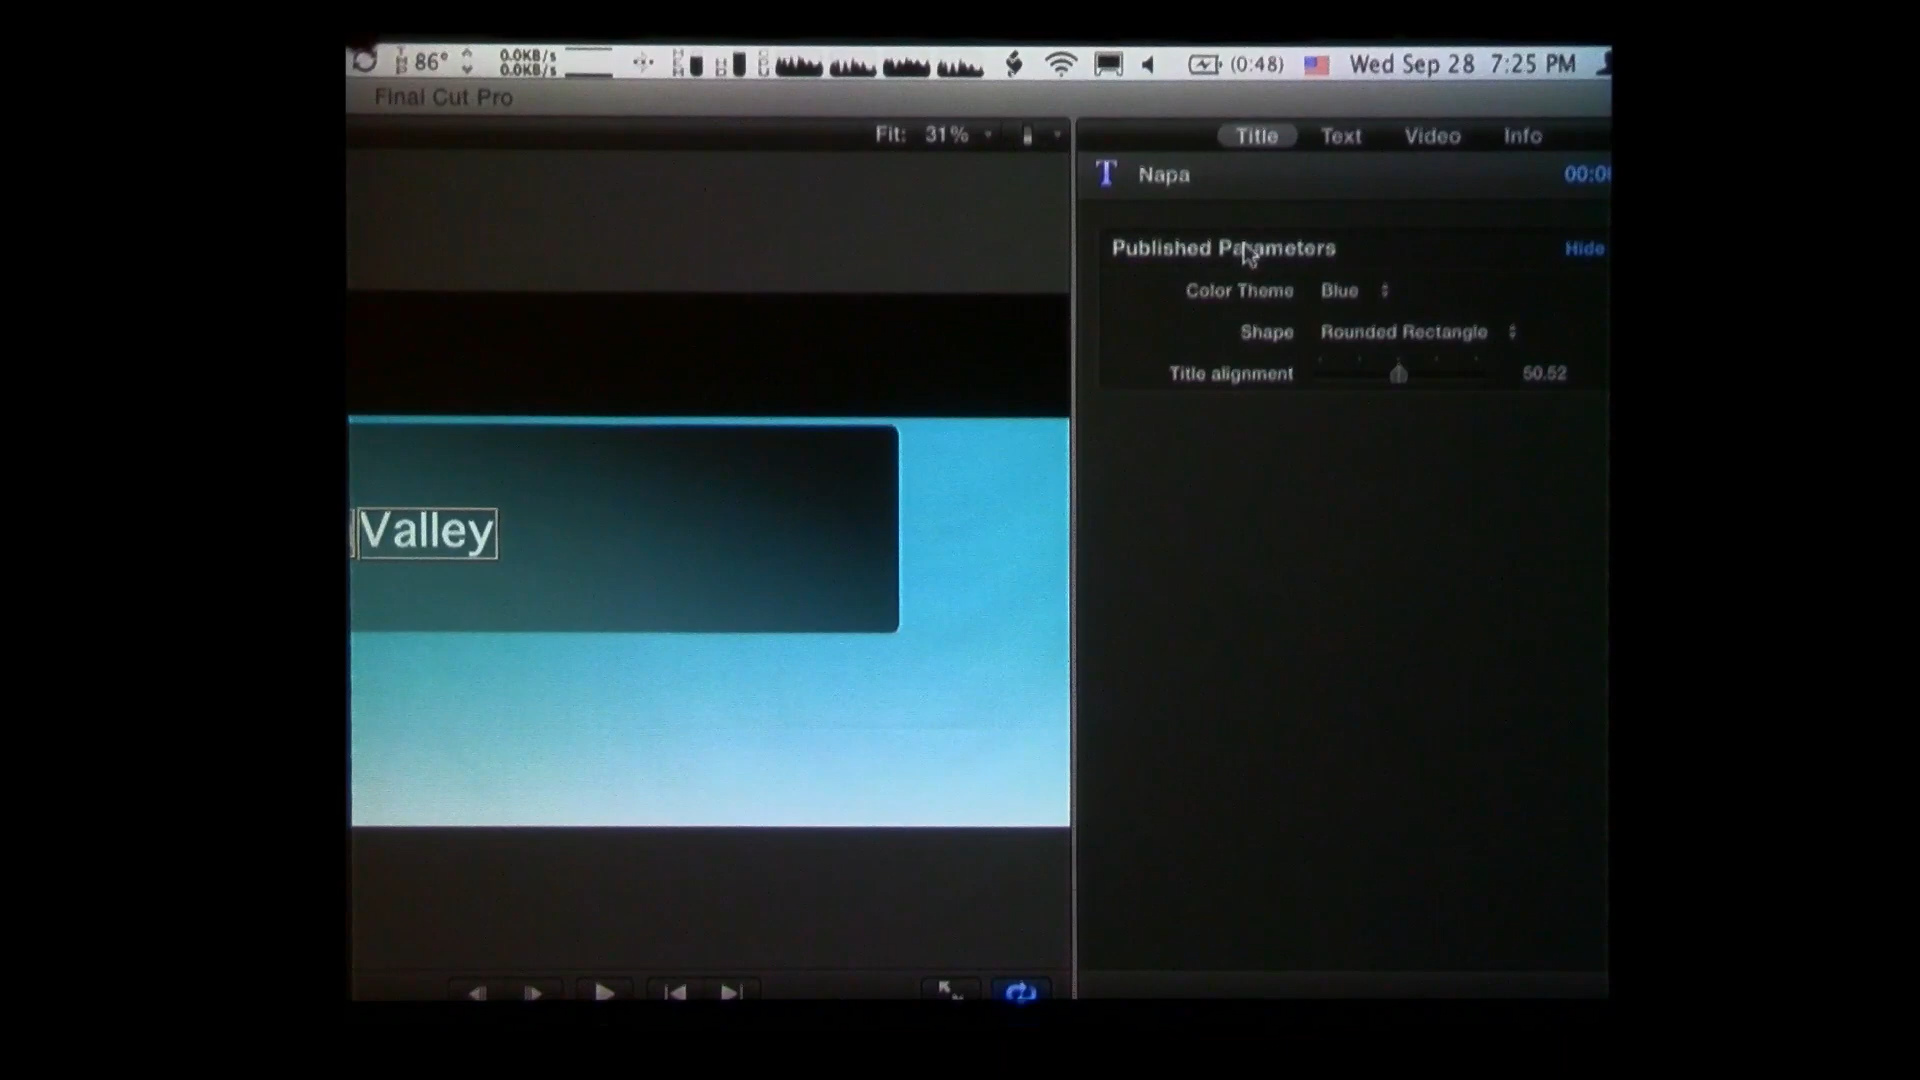 86° 0.0KB/s (0:48) Wed Sep 28 7:25 PM
0.0KB/s
Final Cut Pro
Fit: 31%
Title Text Video Info
T Napa
Published Parameters Hide
Color Theme Blue
Shape Rounded Rectangle
Title alignment 50.52
Valley